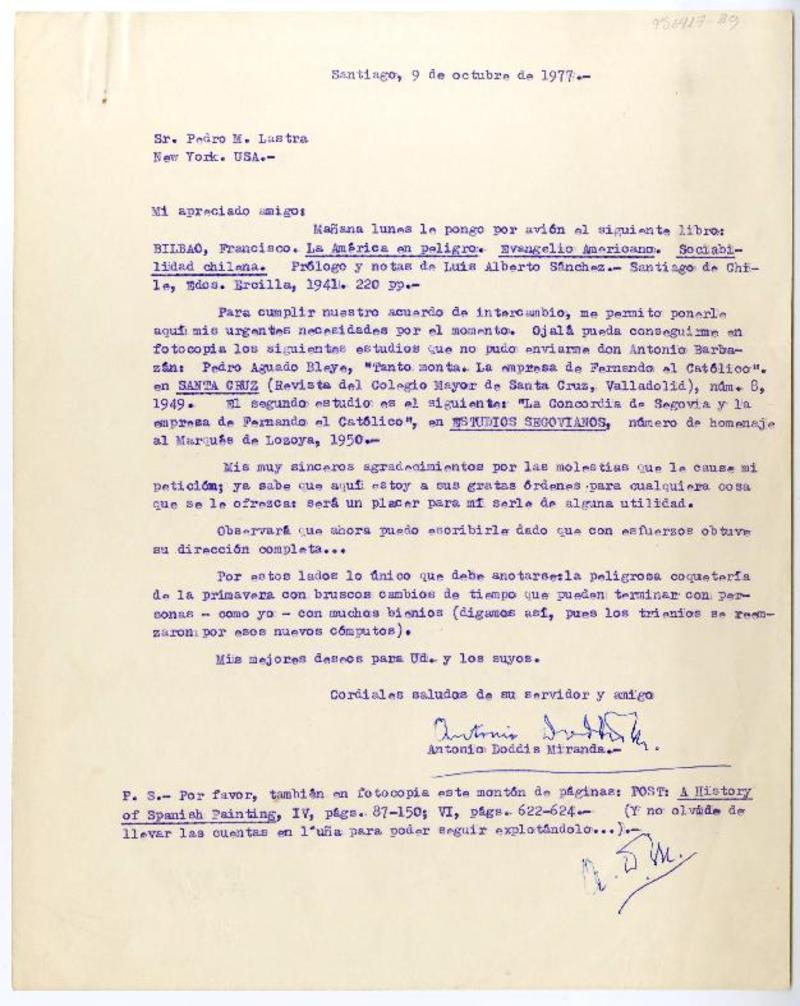 956417-89
Santiago, 9 de octubre de 1977.-
Sr. Pedro M. Lastra
New York. USA.-
Mi apreciado amigo:
Mañana lunes le pongo por avión el siguiente libro:
BILBAO, Francisco. La América en peligro. Evangelio Americano. Sociabi-
lidad chilena. Prólogo y notas de Luis Alberto Sánchez.- Santiago de Chi-
le, Edos. Ercilla, 1941. 220 pp.-
Para cumplir nuestro acuerdo de intercambio, me permito ponerle
aquí mis urgentes necesidades por el momento. Ojalá pueda conseguirme en
fotocopia los siguientes estudios que no pudo enviarme don Antonio Barba-
zán: Pedro Aguado Bleye, "Tanto monta. La empresa de Fernando el Católico".
en SANTA CRUZ (Revista del Colegio Mayor de Santa Cruz, Valladolid), núm. 8,
1949. El segundo estudio es el siguiente: "La Concordia de Segovia y la
empresa de Fernando el Católico", en ESTUDIOS SEGOVIANOS, número de homenaje
al Marqués de Lozoya, 1950.-
Mis muy sinceros agradecimientos por las molestias que le cause mi
petición; ya sabe que aquí estoy a sus gratas órdenes para cualquiera cosa
que se le ofrezca: será un placer para mí serle de alguna utilidad.
Observará que ahora puedo escribirle dado que con esfuerzos obtuve
su dirección completa...
Por estos lados lo único que debe anotarse:la peligrosa coquetería
de la primavera con bruscos cambios de tiempo que pueden terminar con per-
sonas - como yo - con muchos bienios (digamos así, pues los trienios se reem-
zaron por esos nuevos cómputos).
Mis mejores deseos para Ud. y los suyos.
Cordiales saludos de su servidor y amigo
Antonio Doddis M.
Antonio Doddis Miranda.-
P. S.- Por favor, también en fotocopia este montón de páginas: POST: A History
of Spanish Painting, IV, págs. 87-150; VI, págs. 622-624.- (Y no olvide de
llevar las cuentas en l'uña para poder seguir explotándolo...).-
A. D. M.